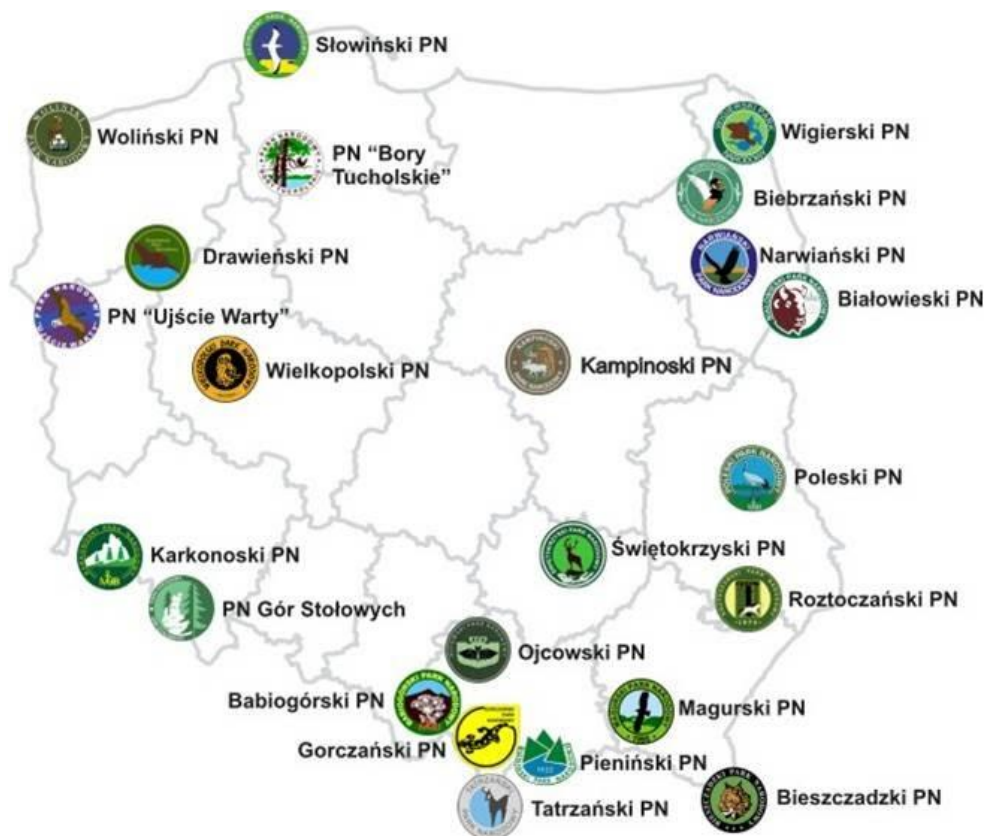 Słowiński PN
Woliński PN
Wigierski PN
PN “Bory
Tucholskie”
Biebrzański PN
Drawieński PN
Narwiański PN
Białowieski PN
PN “Ujście Warty”
Wielkopolski PN
Kampinoski PN
Poleski PN
Karkonoski PN
Świętokrzyski PN
PN Gór Stołowych
Roztoczański PN
Ojcowski PN
Babiogórski PN
Magurski PN
Gorczański PN
Pieniński PN
Tatrzański PN
Bieszczadzki PN